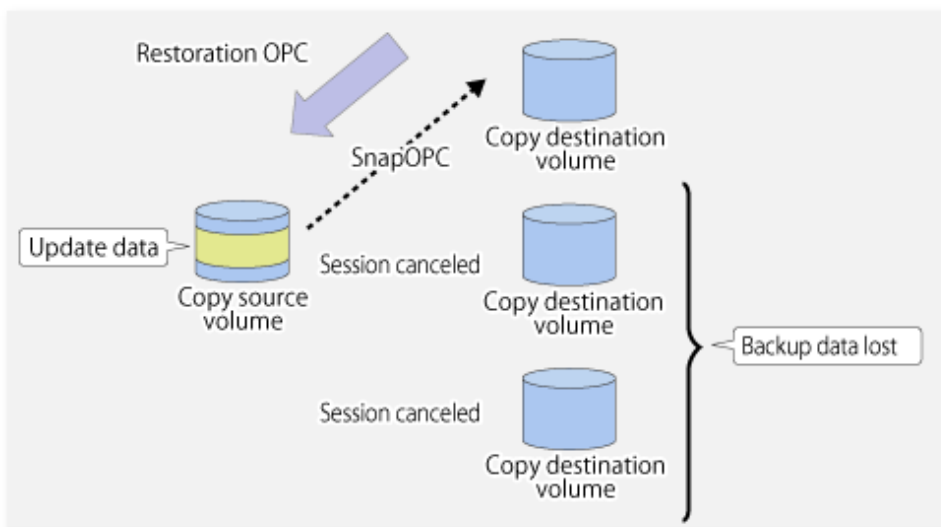 Restoration OPC
Copy destination
volume
SnapOPC
Update data
Session canceled
Copy source
volume
Copy destination
volume
Backup data lost
Session canceled
Copy destination
volume